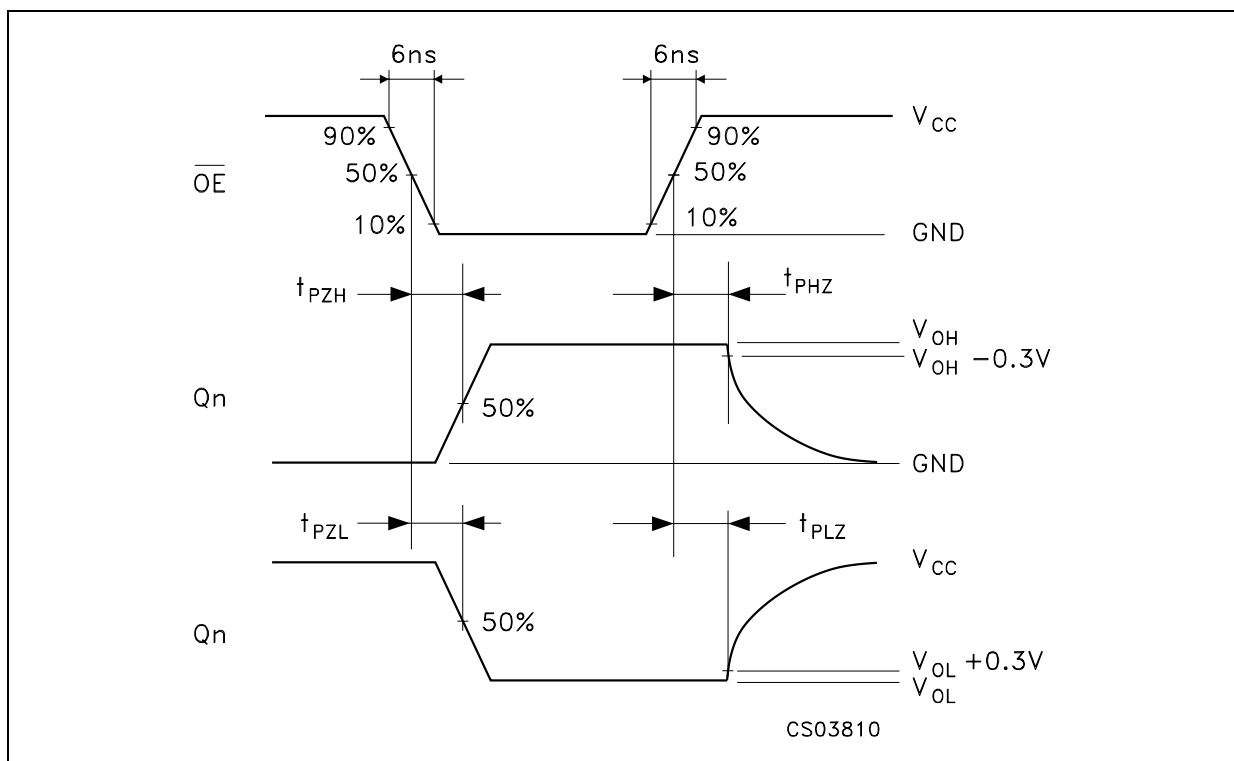 6ns 6ns
90% 90% V_CC
OE 50% 50%
10% 10%
GND
t_PZH t_PHZ
V_OH
V_OH -0.3V
Qn 50%
GND
t_PZL t_PLZ
V_CC
Qn 50%
V_OL +0.3V
V_OL
CS03810